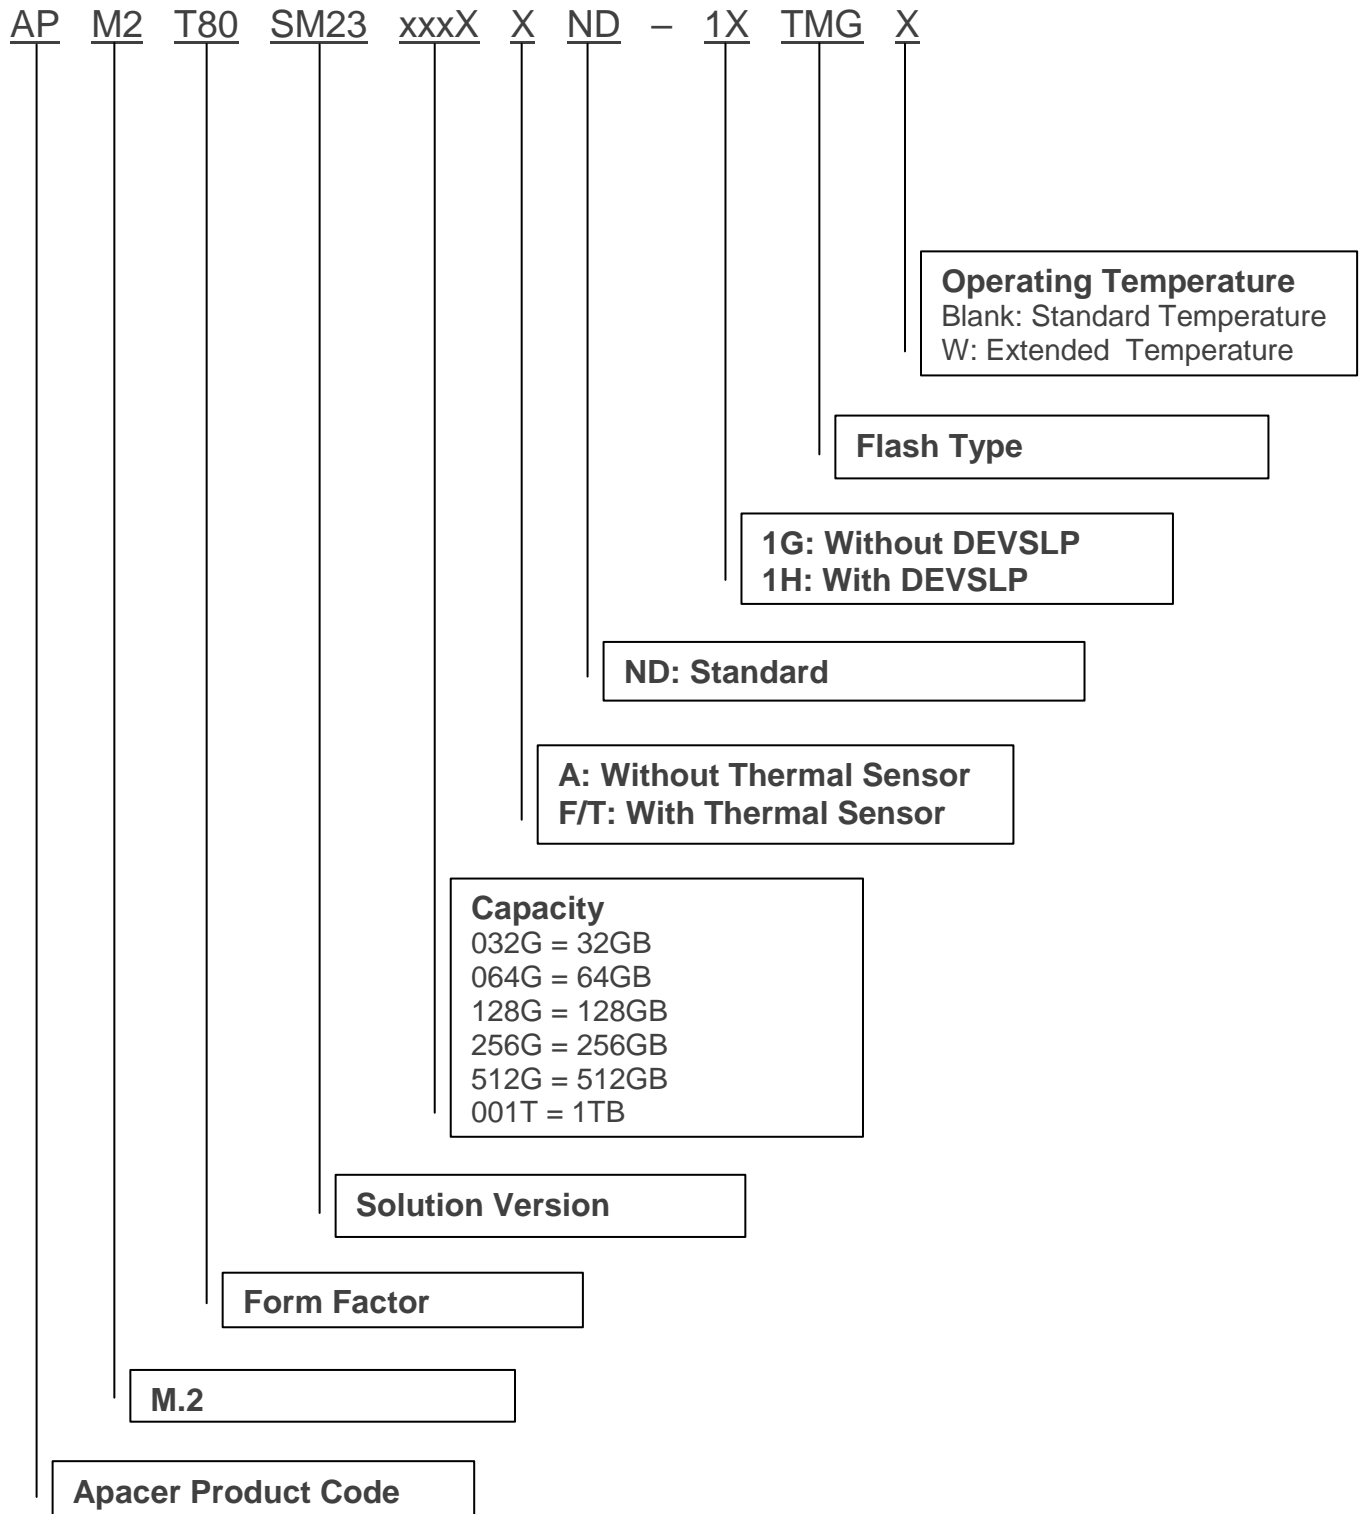 AP M2 T80 SM23 xxxX X ND – 1X TMG X
Operating Temperature
Blank: Standard Temperature
W: Extended Temperature
Flash Type
1G: Without DEVSLP
1H: With DEVSLP
ND: Standard
A: Without Thermal Sensor
F/T: With Thermal Sensor
Capacity
032G = 32GB
064G = 64GB
128G = 128GB
256G = 256GB
512G = 512GB
001T = 1TB
Solution Version
Form Factor
M.2
Apacer Product Code